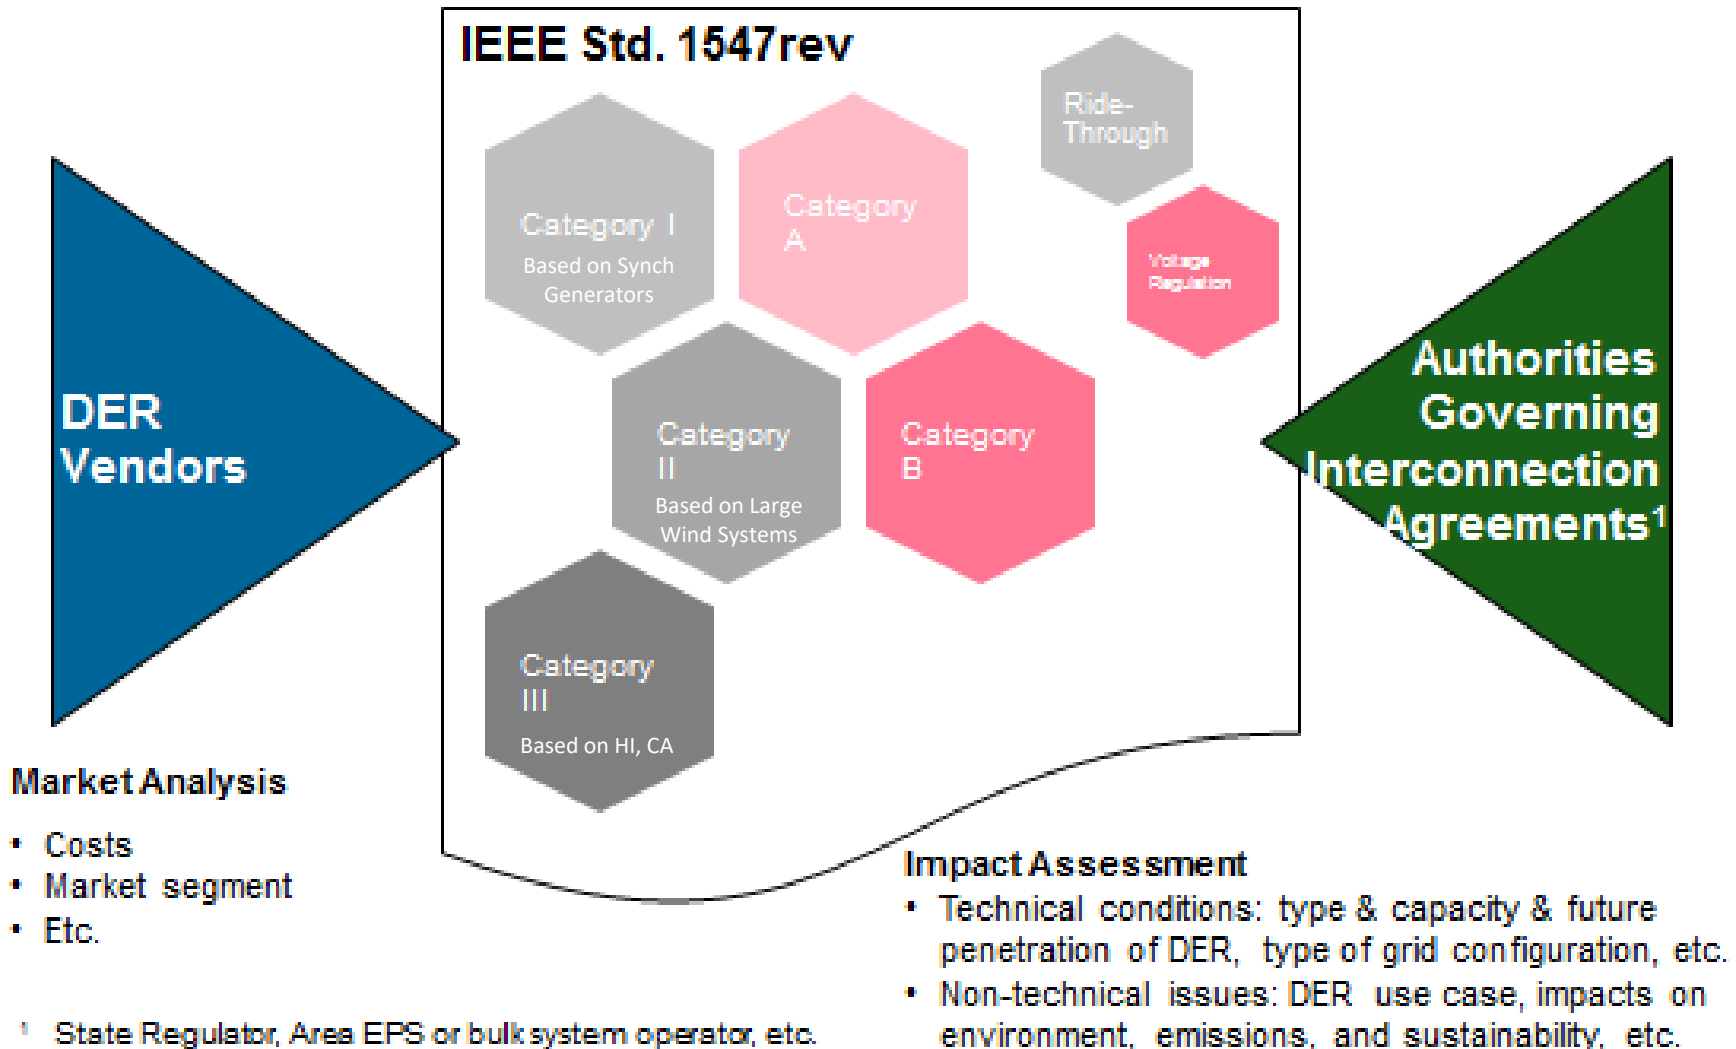 IEEE Std. 1547rev
Ride-
Through
Voltage
Regulation
Category I
Based on Synch
Generators
Category
A
Category
II
Based on Large
Wind Systems
Category
B
Category
III
Based on HI, CA
DER
Vendors
Authorities
Governing
Interconnection
Agreements¹
Market Analysis
• Costs
• Market segment
• Etc.
Impact Assessment
• Technical conditions: type & capacity & future
penetration of DER, type of grid configuration, etc.
• Non-technical issues: DER use case, impacts on
environment, emissions, and sustainability, etc.
¹ State Regulator, Area EPS or bulk system operator, etc.